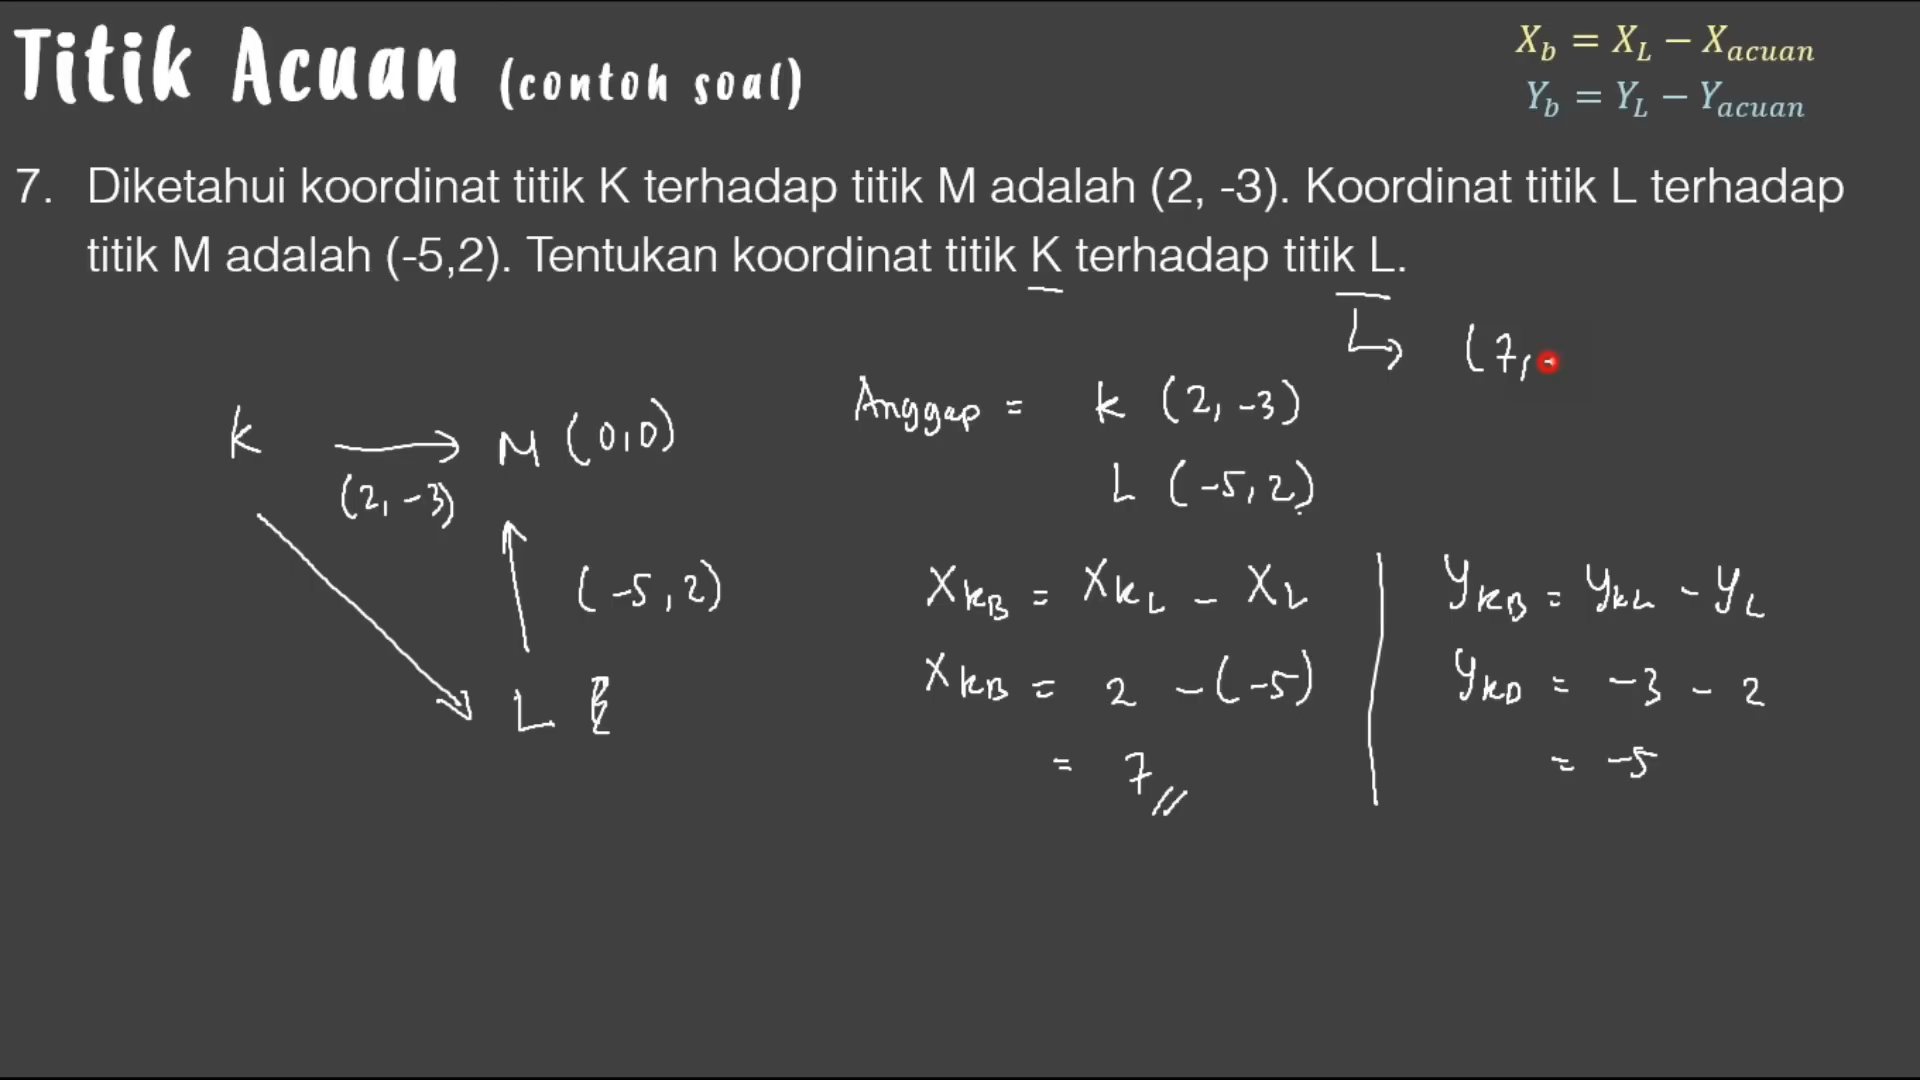 Titik Acuan (contoh soal)
X_b = X_L − X_acuan
Y_b = Y_L − Y_acuan
7. Diketahui koordinat titik K terhadap titik M adalah (2, -3). Koordinat titik L terhadap
titik M adalah (-5,2). Tentukan koordinat titik K terhadap titik L.
(7, -
Anggap = K (2, -3)
L (-5, 2)
K → M (0,0)
(2, -3)
(-5, 2)
L
X_KB = X_KL - X_L
X_KB = 2 - (-5)
= 7 //
Y_KB = Y_KL - Y_L
Y_KB = -3 - 2
= -5